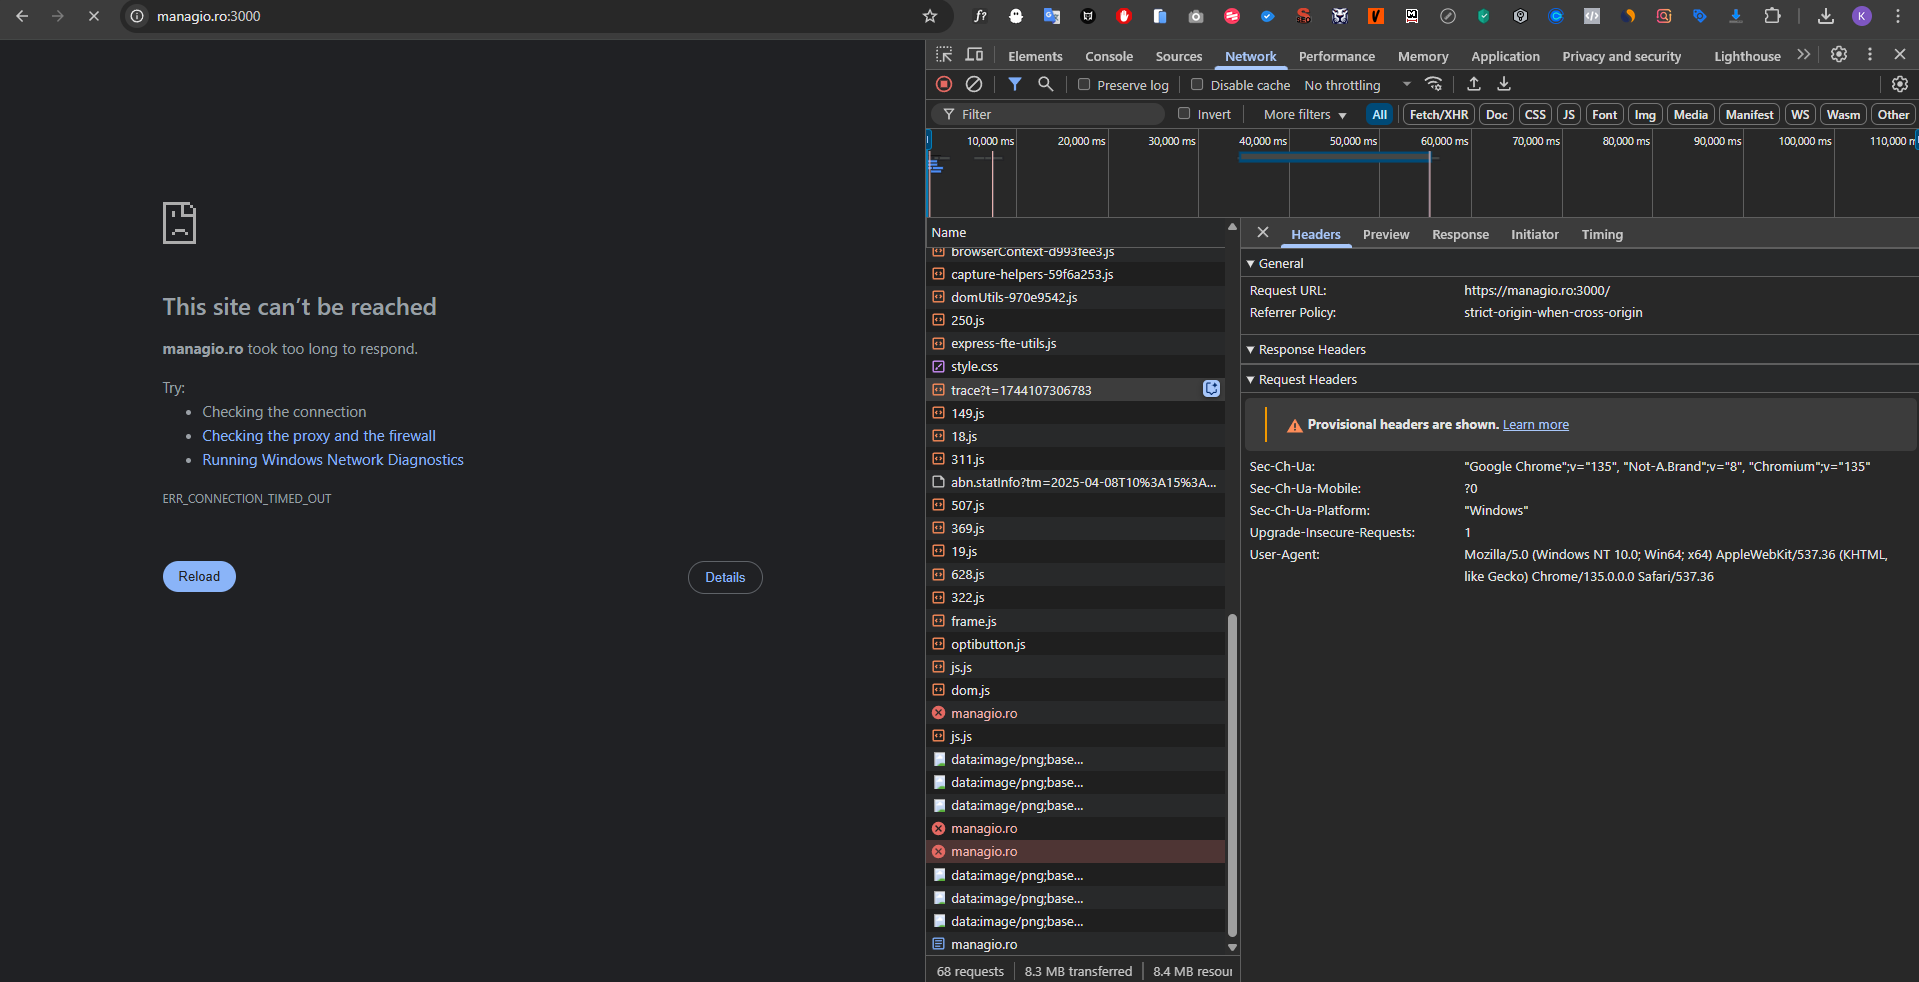 managio.ro:3000
f?
SEO
K
Elements Console Sources Network Performance Memory Application Privacy and security Lighthouse
Preserve log Disable cache No throttling
Filter Invert More filters All Fetch/XHR Doc CSS JS Font Img Media Manifest WS Wasm Other
10,000 ms 20,000 ms 30,000 ms 40,000 ms 50,000 ms 60,000 ms 70,000 ms 80,000 ms 90,000 ms 100,000 ms 110,000 m
This site can’t be reached
managio.ro took too long to respond.
Try:
• Checking the connection
• Checking the proxy and the firewall
• Running Windows Network Diagnostics
ERR_CONNECTION_TIMED_OUT
Reload Details
Name
browserContext-d993fee3.js
capture-helpers-59f6a253.js
domUtils-970e9542.js
250.js
express-fte-utils.js
style.css
trace?t=1744107306783
149.js
18.js
311.js
abn.statInfo?tm=2025-04-08T10%3A15%3A...
507.js
369.js
19.js
628.js
322.js
frame.js
optibutton.js
js.js
dom.js
managio.ro
js.js
data:image/png;base...
data:image/png;base...
data:image/png;base...
managio.ro
managio.ro
data:image/png;base...
data:image/png;base...
data:image/png;base...
managio.ro
68 requests 8.3 MB transferred 8.4 MB resour
Headers Preview Response Initiator Timing
General
Request URL: https://managio.ro:3000/
Referrer Policy: strict-origin-when-cross-origin
Response Headers
Request Headers
Provisional headers are shown. Learn more
Sec-Ch-Ua: "Google Chrome";v="135", "Not-A.Brand";v="8", "Chromium";v="135"
Sec-Ch-Ua-Mobile: ?0
Sec-Ch-Ua-Platform: "Windows"
Upgrade-Insecure-Requests: 1
User-Agent: Mozilla/5.0 (Windows NT 10.0; Win64; x64) AppleWebKit/537.36 (KHTML,
like Gecko) Chrome/135.0.0.0 Safari/537.36